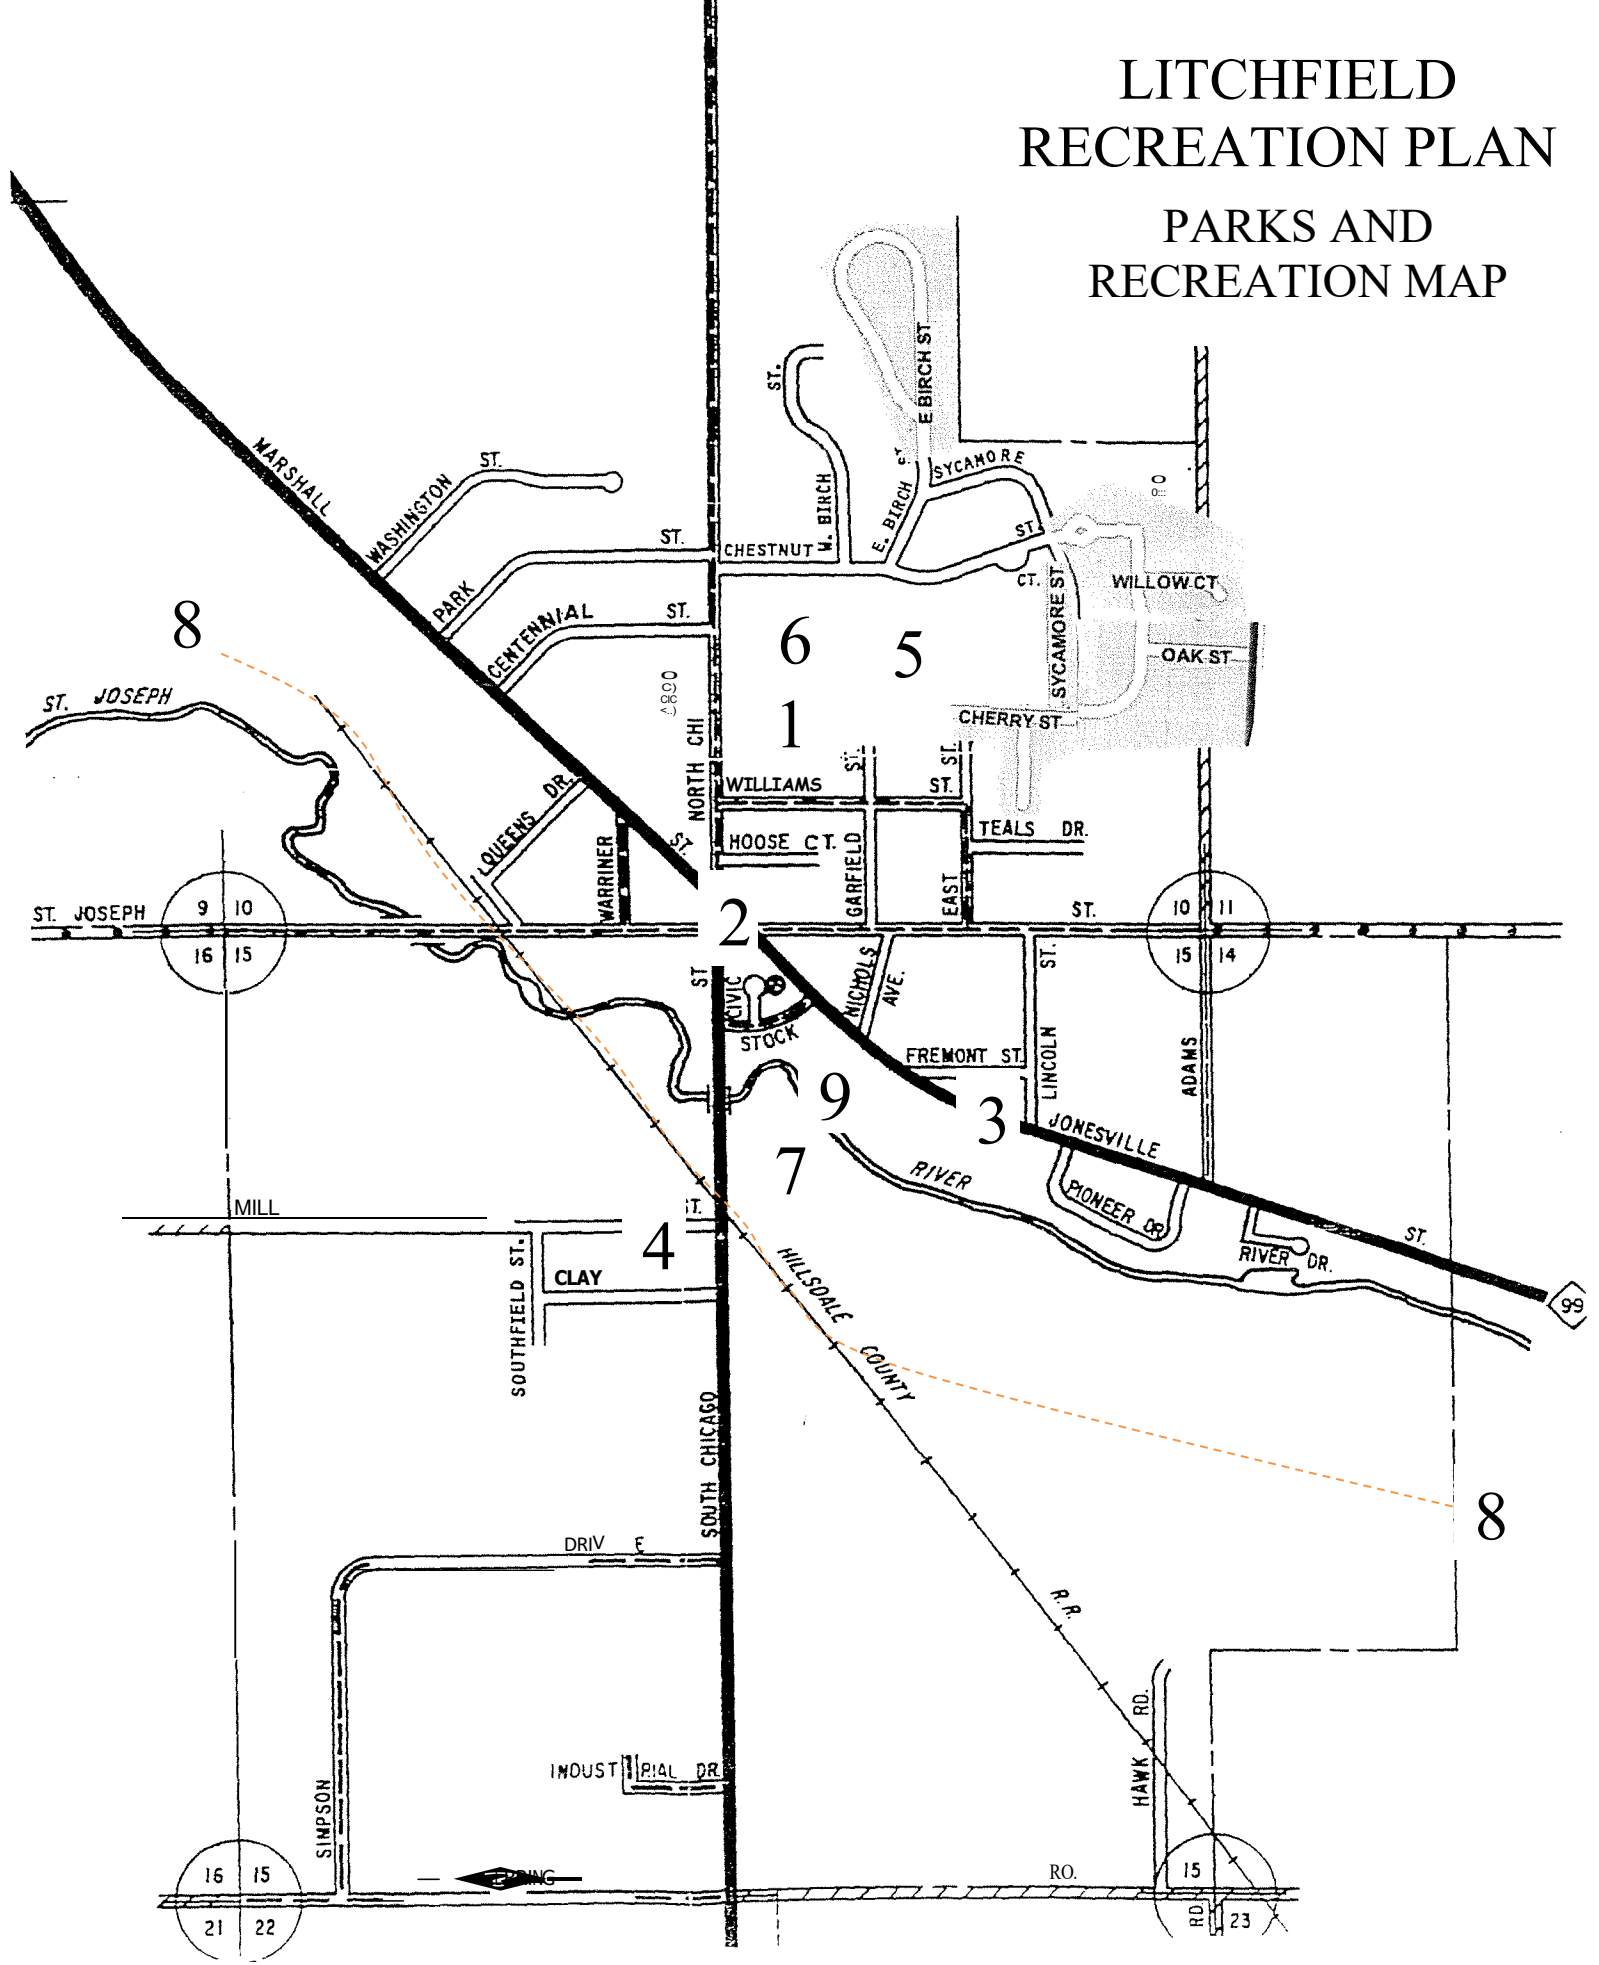 LITCHFIELD
RECREATION PLAN
PARKS AND
RECREATION MAP
E BIRCH ST
ST.
MARSHALL
ST.
WASHINGTON
W. BIRCH
E. BIRCH
ST
SYCAMORE
ST.
PARK
ST.
CHESTNUT
CT.
SYCAMORE ST
WILLOW CT
CENTENNIAL
ST.
OAK ST
8
6
5
1
CHERRY ST
ST. JOSEPH
NORTH CHI
QUEENS DR.
WARRINER
ST.
WILLIAMS ST.
HOOSE CT.
GARFIELD
ST.
EAST
ST.
TEALS DR.
ST. JOSEPH
9 10
16 15
2
ST.
10 11
15 14
ST
CIVIC
STOCK
NICHOLS
AVE.
FREMONT ST.
LINCOLN
ST.
ADAMS
9
3
7
JONESVILLE
RIVER
PIONEER DR
RIVER DR.
ST.
99
MILL
ST.
4
CLAY
SOUTHFIELD ST.
HILLSDALE
COUNTY
R.R.
SOUTH CHICAGO
8
DRIV E
SIMPSON
INDUST RIAL DR.
HAWK
RD.
16 15
21 22
RO.
15
23
RD